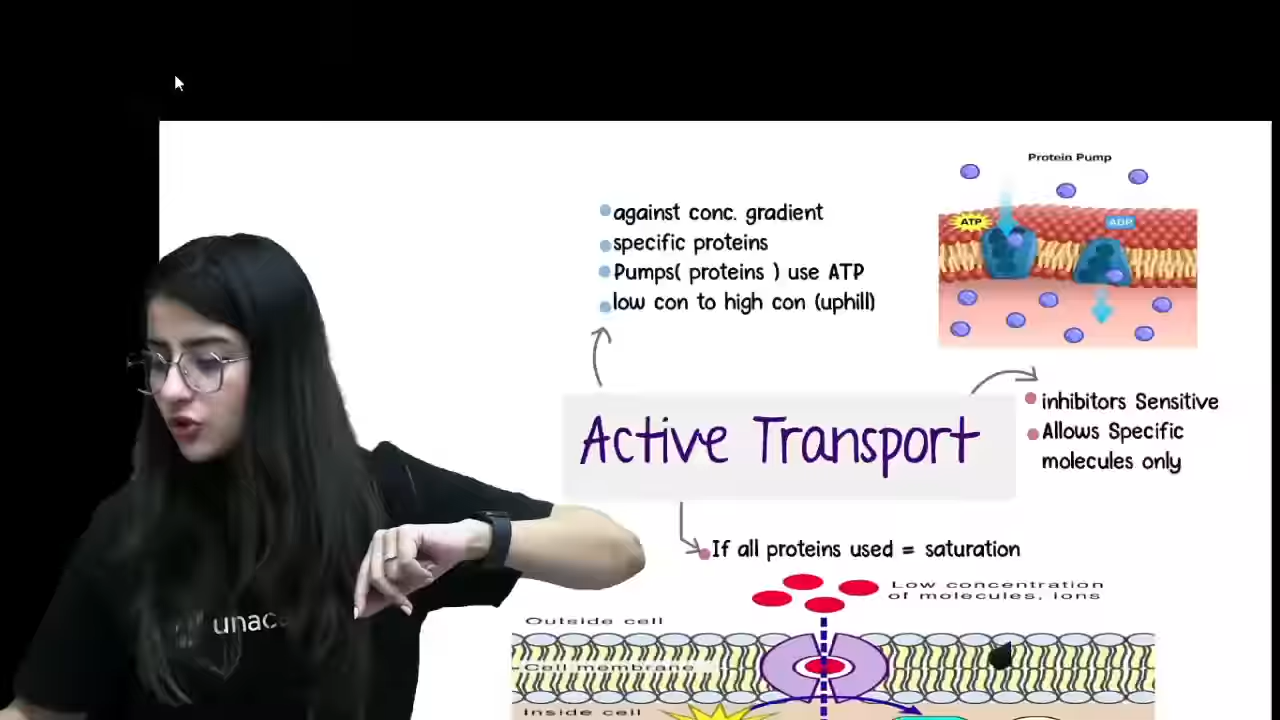 Protein Pump
ATP
ADP
against conc. gradient
specific proteins
Pumps( proteins ) use ATP
low con to high con (uphill)
Active Transport
inhibitors Sensitive
Allows Specific
molecules only
If all proteins used = saturation
Low concentration
of molecules, ions
Outside cell
Cell membrane
Inside cell
unac